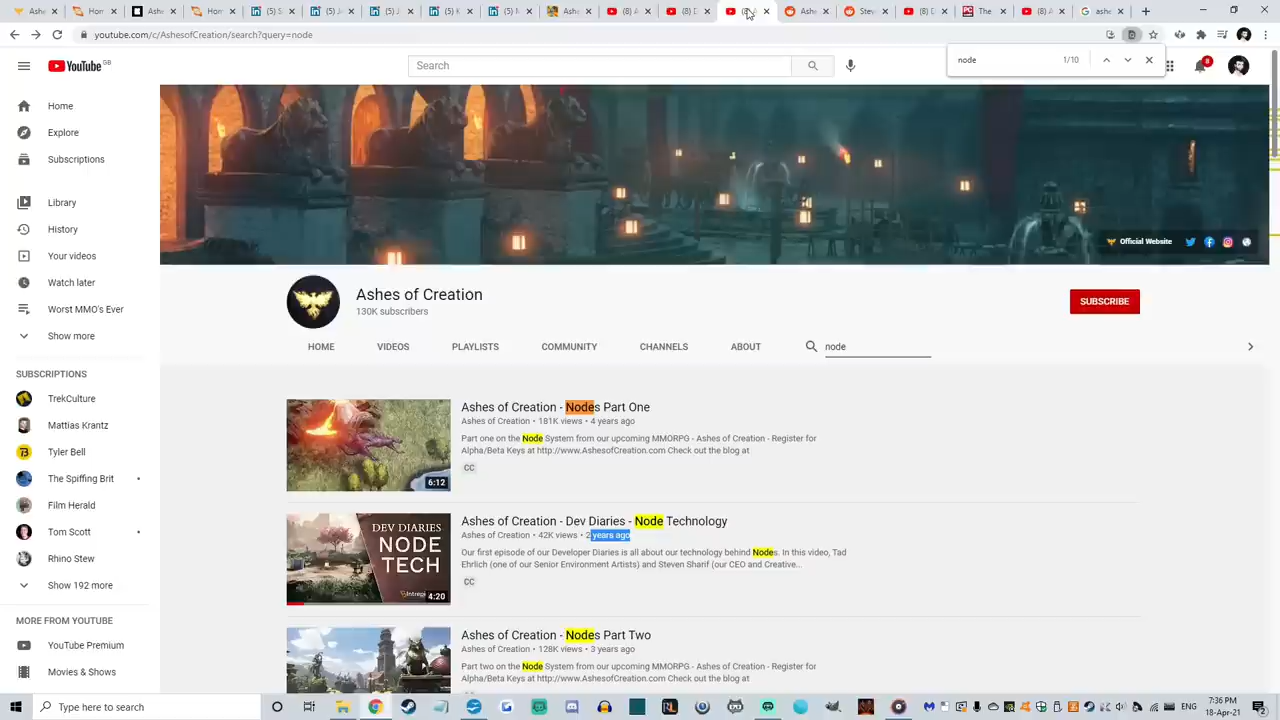 youtube.com/c/AshesofCreation/search?query=node
node
1/10
YouTube GB
Search
8
Home
Explore
Subscriptions
Library
History
Your videos
Watch later
Worst MMO's Ever
Show more
SUBSCRIPTIONS
TrekCulture
Mattias Krantz
Tyler Bell
The Spiffing Brit
Film Herald
Tom Scott
Rhino Stew
Show 192 more
MORE FROM YOUTUBE
YouTube Premium
Movies & Shows
Official Website
Ashes of Creation
130K subscribers
SUBSCRIBE
HOME
VIDEOS
PLAYLISTS
COMMUNITY
CHANNELS
ABOUT
node
Ashes of Creation - Nodes Part One
Ashes of Creation • 181K views • 4 years ago
Part one on the Node System from our upcoming MMORPG - Ashes of Creation - Register for
Alpha/Beta Keys at http://www.AshesofCreation.com Check out the blog at
CC
6:12
Ashes of Creation - Dev Diaries - Node Technology
Ashes of Creation • 42K views • 2 years ago
Our first episode of our Developer Diaries is all about our technology behind Nodes. In this video, Tad
Ehrlich (one of our Senior Environment Artists) and Steven Sharif (our CEO and Creative...
CC
DEV DIARIES
NODE
TECH
4:20
Ashes of Creation - Nodes Part Two
Ashes of Creation • 128K views • 3 years ago
Part two on the Node System from our upcoming MMORPG - Ashes of Creation - Register for
Alpha/Beta Keys at http://www.AshesofCreation.com Check out the blog at
Type here to search
7:36 PM
18-Apr-21